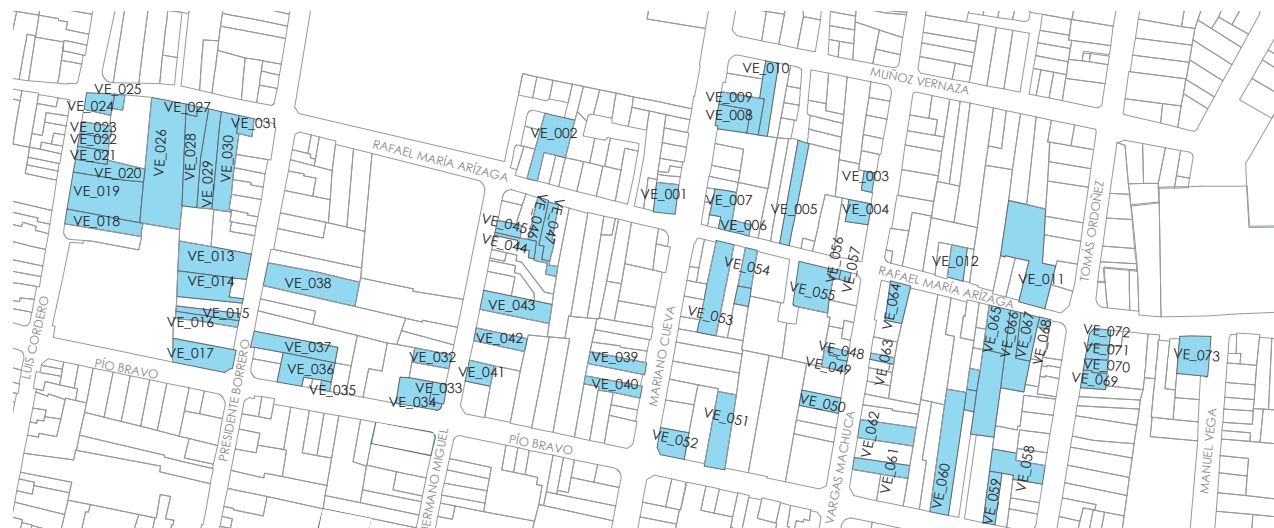 VE_010
MUÑOZ VERNAZA
VE_025
VE_024
VE_027
VE_009
VE_008
VE_023
VE_022
VE_021
VE_020
VE_019
VE_018
VE_026
VE_028
VE_029
VE_030
VE_031
VE_002
RAFAEL MARÍA ARÍZAGA
VE_001
VE_007
VE_006
VE_005
VE_003
VE_004
VE_045
VE_044
VE_046
VE_047
VE_013
VE_014
VE_015
VE_016
VE_017
VE_038
VE_043
VE_042
VE_041
VE_053
VE_054
VE_055
VE_056
VE_057
VE_012
RAFAEL MARÍA ARÍZAGA
VE_011
TOMÁS ORDOÑEZ
VE_064
VE_063
VE_065
VE_066
VE_067
VE_068
VE_072
VE_071
VE_070
VE_069
VE_073
LUIS CORDERO
PÍO BRAVO
PRESIDENTE BORRERO
VE_037
VE_036
VE_035
VE_032
VE_033
VE_034
VE_039
VE_040
MARIANO CUEVA
VE_048
VE_049
VE_050
VE_051
VE_052
HERMANO MIGUEL
PÍO BRAVO
VARGAS MACHUCA
VE_062
VE_061
VE_060
VE_059
VE_058
MANUEL VEGA